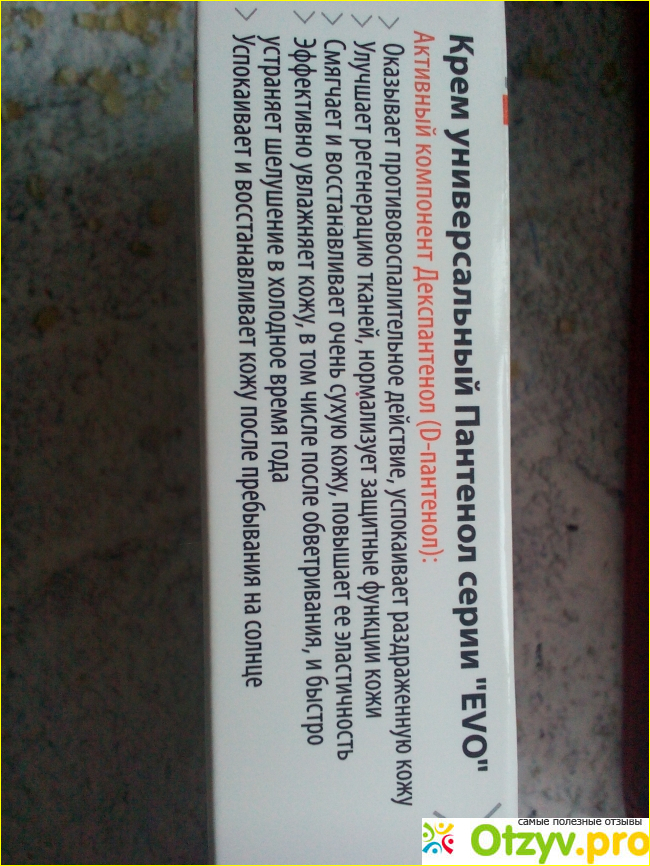 Крем универсальный Пантенол серии "EVO"
Активный компонент Декспантенол (D-пантенол):
> Оказывает противовоспалительное действие, успокаивает раздраженную кожу
> Улучшает регенерацию тканей, нормализует защитные функции кожи
> Смягчает и восстанавливает очень сухую кожу, повышает ее эластичность
> Эффективно увлажняет кожу, в том числе после обветривания, и быстро
устраняет шелушение в холодное время года
> Успокаивает и восстанавливает кожу после пребывания на солнце
самые полезные отзывы
Otzyv.pro